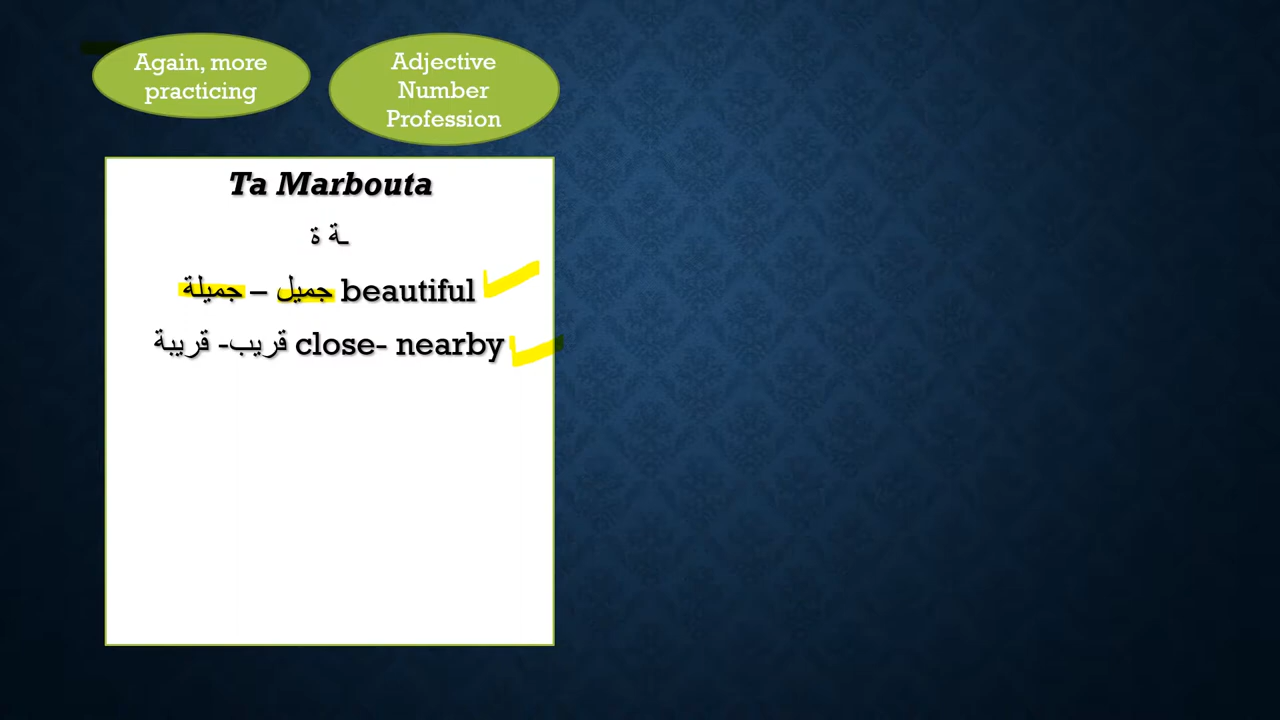 Again, more
practicing
Adjective
Number
Profession
Ta Marbouta
ـة ة
beautiful جميل – جميلة
close- nearby قريب- قريبة